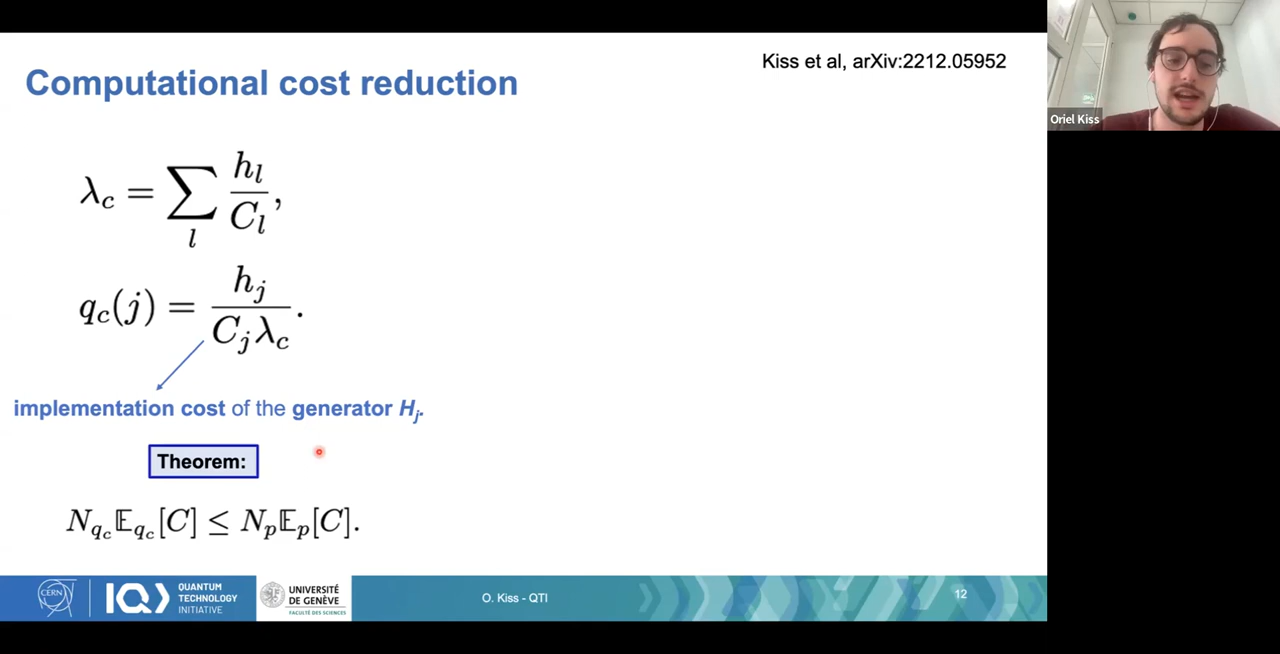 Kiss et al, arXiv:2212.05952
Computational cost reduction
Oriel Kiss
λ_c = ∑_l h_l / C_l ,
q_c(j) = h_j / (C_j λ_c) .
implementation cost of the generator H_j.
Theorem:
N_{q_c} 𝔼_{q_c}[C] ≤ N_p 𝔼_p[C].
CERN
QUANTUM
TECHNOLOGY
INITIATIVE
UNIVERSITÉ
DE GENÈVE
FACULTÉ DES SCIENCES
O. Kiss - QTI
12